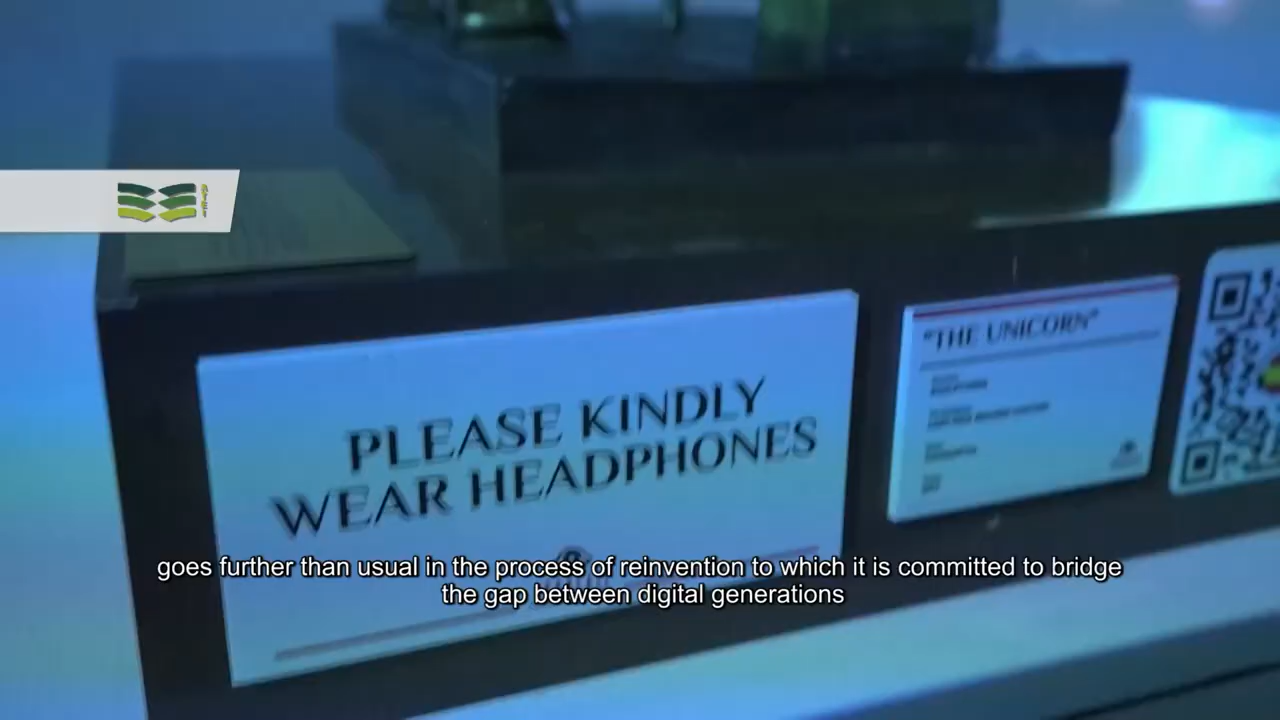 PLEASE KINDLY
WEAR HEADPHONES
"THE UNICORN"
goes further than usual in the process of reinvention to which it is committed to bridge
the gap between digital generations